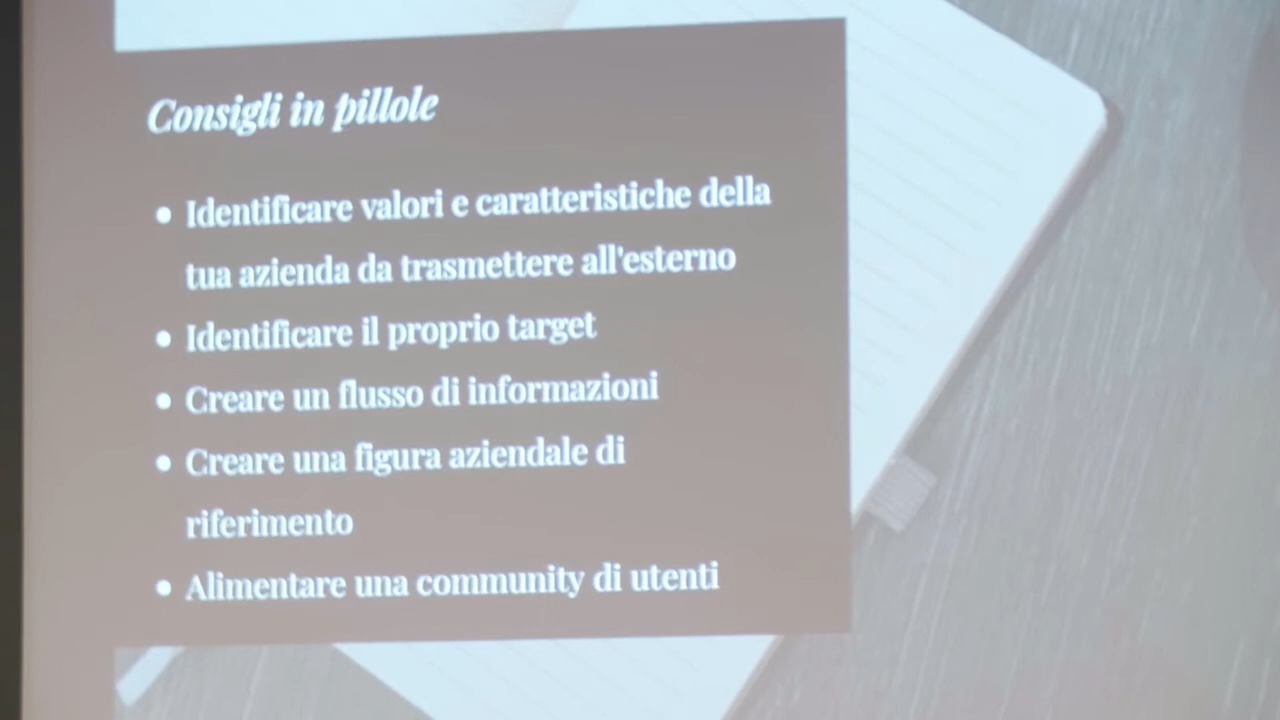 Consigli in pillole
• Identificare valori e caratteristiche della
tua azienda da trasmettere all'esterno
• Identificare il proprio target
• Creare un flusso di informazioni
• Creare una figura aziendale di
riferimento
• Alimentare una community di utenti